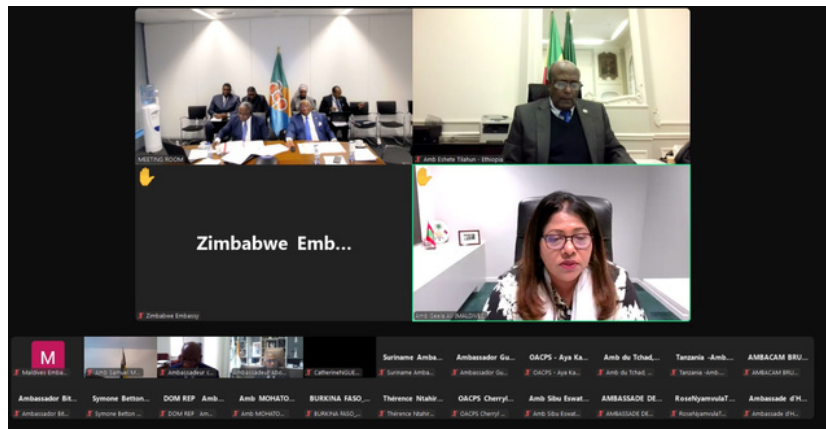 MEETING ROOM
Amb Eshete Tilahun - Ethiopia
Zimbabwe Emb...
Zimbabwe Embassy
(MALDIVES)
M
Maldives Emba...
Amb Samuel M...
Ambassadeur c...
CatherineNGUE...
Suriname Amba...
Suriname Amba...
Ambassador Gu...
Ambassador Gu...
OACPS - Aya Ka...
OACPS - Aya Ka...
Amb du Tchad,...
Amb du Tchad, ...
Tanzania -Amb...
Tanzania -Amb...
AMBACAM BRU...
AMBACAM BRU...
Ambassador Bit...
Ambassador Bit...
Symone Betton...
Symone Betton ...
DOM REP Amb...
DOM REP Am...
Amb MOHATO...
Amb MOHATO...
BURKINA FASO_...
BURKINA FASO_...
Thérence Ntahir...
Thérence Ntahir...
OACPS Cherryl...
OACPS Cherryl ...
Amb Sibu Eswat...
Amb Sibu Eswat...
AMBASSADE DE...
AMBASSADE DE...
RoseNyamvulaT...
RoseNyamvulaT...
Ambassade d'H...
Ambassade d'H...